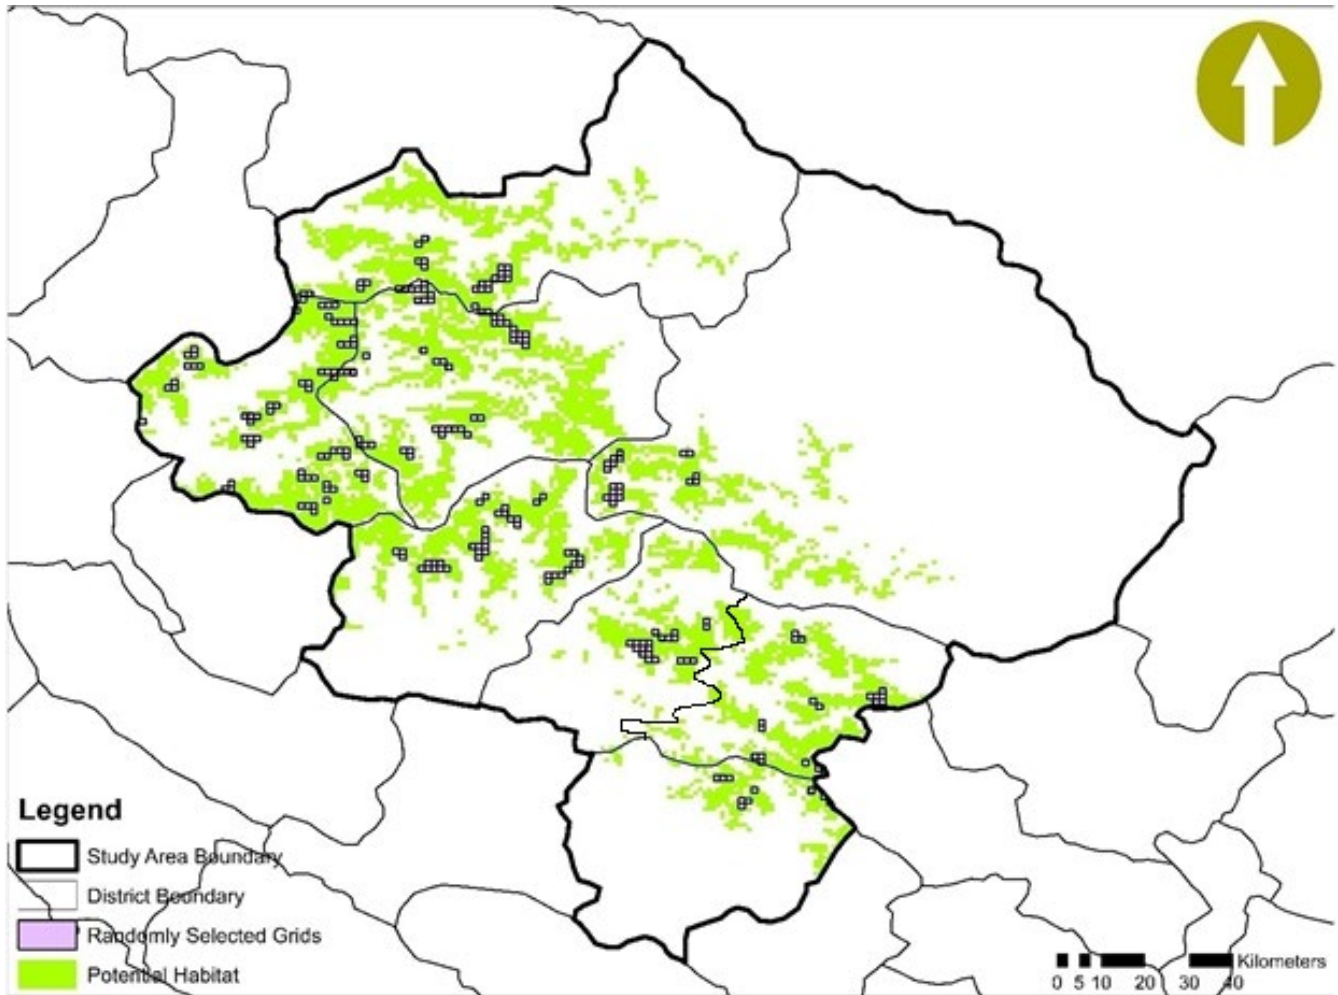 Legend
Study Area Boundary
District Boundary
Randomly Selected Grids
Potential Habitat
Kilometers
0 5 10 20 30 40